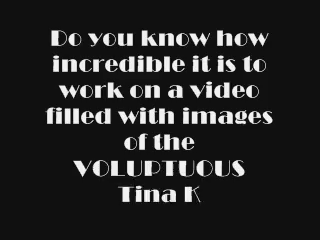 Do you know how
incredible it is to
work on a video
filled with images
of the
VOLUPTUOUS
Tina K